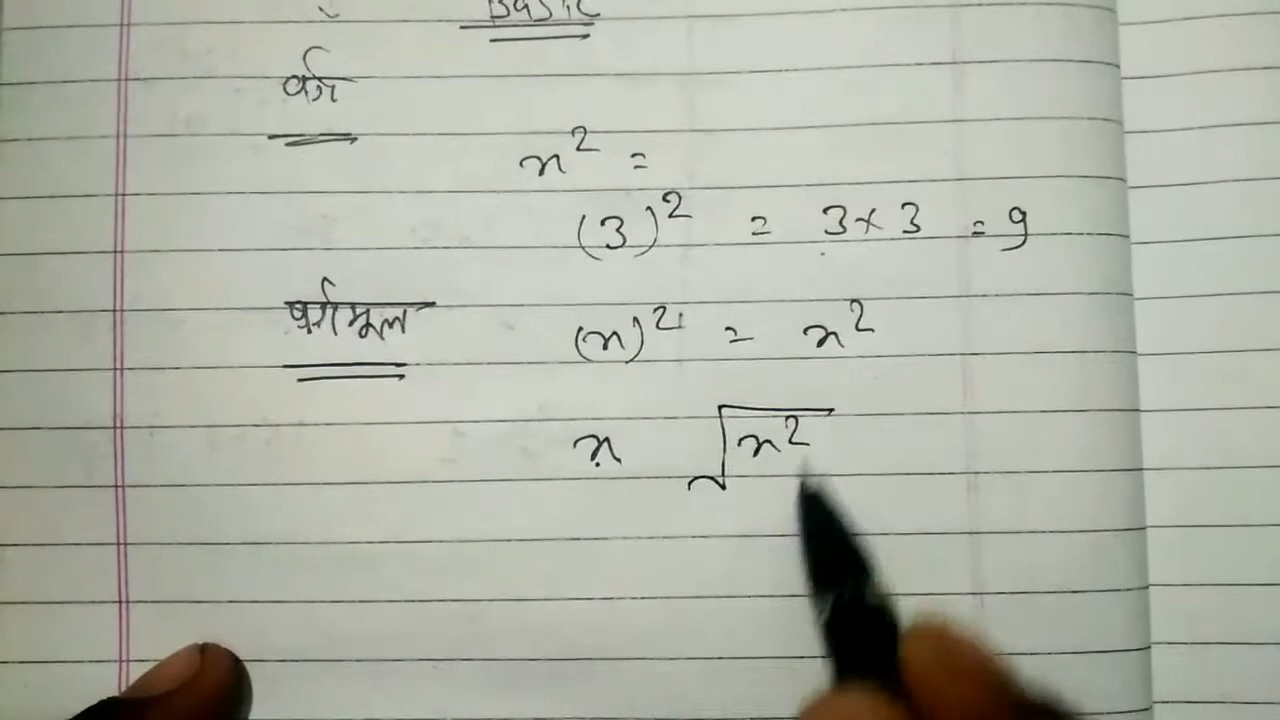 Basic
वर्ग
x² =
(3)² = 3×3 = 9
वर्गमूल (x)² = x²
x √x²